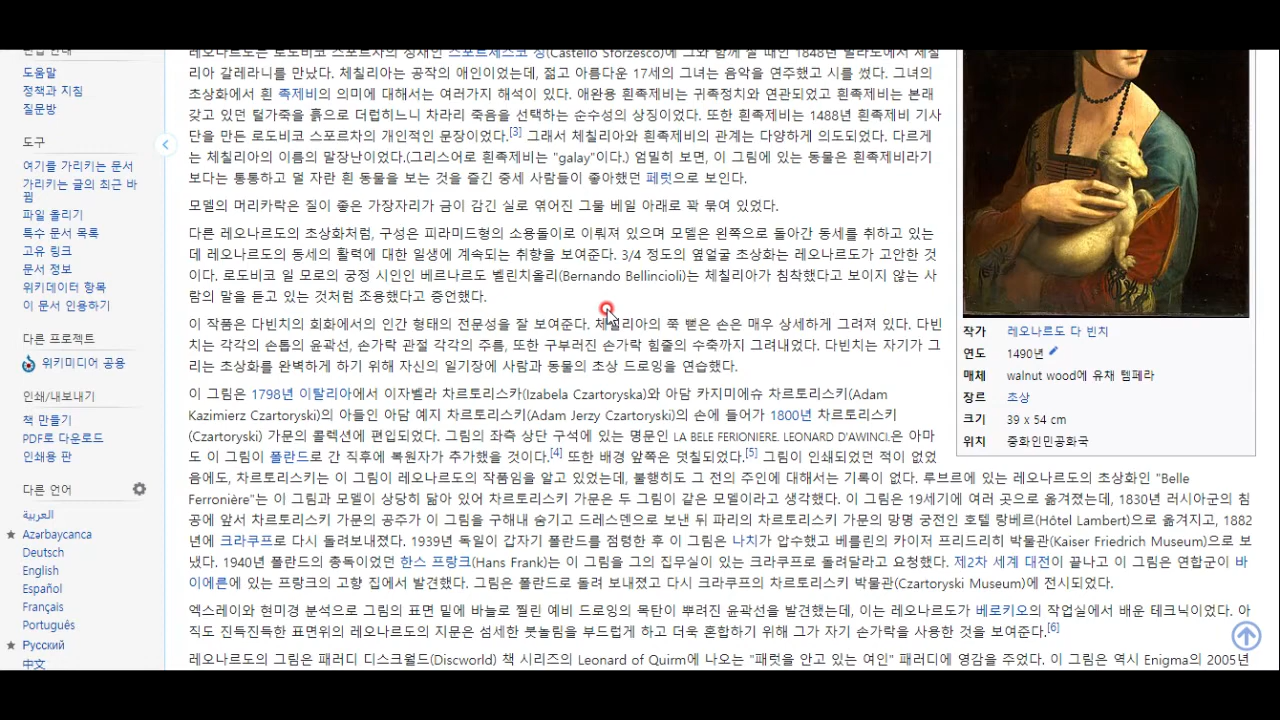 도움말
정책과 지침
질문방
도구
여기를 가리키는 문서
가리키는 글의 최근 바
뀜
파일 올리기
특수 문서 목록
고유 링크
문서 정보
위키데이터 항목
이 문서 인용하기
다른 프로젝트
위키미디어 공용
인쇄/내보내기
책 만들기
PDF로 다운로드
인쇄용 판
다른 언어
العربية
Azərbaycanca
Deutsch
English
Español
Français
Português
Русский
中文
레오나르도는 로도비코 스포르차의 성채인 스포르체스코 성(Castello Sforzesco)에 그와 함께 살 때인 1848년 밀라노에서 체칠
리아 갈레라니를 만났다. 체칠리아는 공작의 애인이었는데, 젊고 아름다운 17세의 그녀는 음악을 연주했고 시를 썼다. 그녀의
초상화에서 흰 족제비의 의미에 대해서는 여러가지 해석이 있다. 애완용 흰족제비는 귀족정치와 연관되었고 흰족제비는 본래
갖고 있던 털가죽을 흙으로 더럽히느니 차라리 죽음을 선택하는 순수성의 상징이었다. 또한 흰족제비은 1488년 흰족제비 기사
단을 만든 로도비코 스포르차의 개인적인 문장이었다.[3] 그래서 체칠리아와 흰족제비의 관계는 다양하게 의도되었다. 다르게
는 체칠리아의 이름의 말장난이었다.(그리스어로 흰족제비는 "galay"이다.) 엄밀히 보면, 이 그림에 있는 동물은 흰족제비라기
보다는 통통하고 덜 자란 흰 동물을 보는 것을 즐긴 중세 사람들이 좋아했던 페럿으로 보인다.
모델의 머리카락은 질이 좋은 가장자리가 금이 감긴 실로 엮어진 그물 베일 아래로 꽉 묶여 있었다.
다른 레오나르도의 초상화처럼, 구성은 피라미드형의 소용돌이로 이뤄져 있으며 모델은 왼쪽으로 돌아간 동세를 취하고 있는
데 레오나르도의 동세의 활력에 대한 일생에 계속되는 취향을 보여준다. 3/4 정도의 옆얼굴 초상화는 레오나르도가 고안한 것
이다. 로도비코 일 모로의 궁정 시인인 베르나르도 벨린치올리(Bernando Bellincioli)는 체칠리아가 침착했다고 보이지 않는 사
람의 말을 듣고 있는 것처럼 조용했다고 증언했다.
이 작품은 다빈치의 회화에서의 인간 형태의 전문성을 잘 보여준다. 체칠리아의 쭉 뻗은 손은 매우 상세하게 그려져 있다. 다빈
치는 각각의 손톱의 윤곽선, 손가락 관절 각각의 주름, 또한 구부러진 손가락 힘줄의 수축까지 그려내었다. 다빈치는 자기가 그
리는 초상화를 완벽하게 하기 위해 자신의 일기장에 사람과 동물의 초상 드로잉을 연습했다.
이 그림은 1798년 이탈리아에서 이자벨라 차르토리스카(Izabela Czartoryska)와 아담 카지미에슈 차르토리스키(Adam
Kazimierz Czartoryski)의 아들인 아담 예지 차르토리스키(Adam Jerzy Czartoryski)의 손에 들어가 1800년 차르토리스키
(Czartoryski) 가문의 콜렉션에 편입되었다. 그림의 좌측 상단 구석에 있는 명문인 LA BELE FERIONIERE. LEONARD D'AWINCI.은 아마
도 이 그림이 폴란드로 간 직후에 복원자가 추가했을 것이다.[4] 또한 배경 앞쪽은 덧칠되었다.[5] 그림이 인쇄되었던 적이 없었
음에도, 차르토리스키는 이 그림이 레오나르도의 작품임을 알고 있었는데, 불행히도 그 전의 주인에 대해서는 기록이 없다. 루브르에 있는 레오나르도의 초상화인 "Belle
Ferronière"는 이 그림과 모델이 상당히 닮아 있어 차르토리스키 가문은 두 그림이 같은 모델이라고 생각했다. 이 그림은 19세기에 여러 곳으로 옮겨졌는데, 1830년 러시아군의 침
공에 앞서 차르토리스키 가문의 공주가 이 그림을 구해내 숨기고 드레스덴으로 보낸 뒤 파리의 차르토리스키 가문의 망명 궁전인 호텔 랑베르(Hôtel Lambert)으로 옮겨지고, 1882
년에 크라쿠프로 다시 돌려보내졌다. 1939년 독일이 갑자기 폴란드를 점령한 후 이 그림은 나치가 압수했고 베를린의 카이저 프리드리히 박물관(Kaiser Friedrich Museum)으로 보
냈다. 1940년 폴란드의 총독이었던 한스 프랑크(Hans Frank)는 이 그림을 그의 집무실이 있는 크라쿠프로 돌려달라고 요청했다. 제2차 세계 대전이 끝나고 이 그림은 연합군이 바
이에른에 있는 프랑크의 고향 집에서 발견했다. 그림은 폴란드로 돌려 보내졌고 다시 크라쿠프의 차르토리스키 박물관(Czartoryski Museum)에 전시되었다.
엑스레이와 현미경 분석으로 그림의 표면 밑에 바늘로 찔린 예비 드로잉의 목탄이 뿌려진 윤곽선을 발견했는데, 이는 레오나르도가 베로키오의 작업실에서 배운 테크닉이었다. 아
직도 진득진득한 표면위의 레오나르도의 지문은 섬세한 붓놀림을 부드럽게 하고 더욱 혼합하기 위해 그가 자기 손가락을 사용한 것을 보여준다.[6]
레오나르도의 그림은 패러디 디스크월드(Discworld) 책 시리즈의 Leonard of Quirm에 나오는 "패럿을 안고 있는 여인" 패러디에 영감을 주었다. 이 그림은 역시 Enigma의 2005년
작가 레오나르도 다 빈치
연도 1490년
매체 walnut wood에 유채 템페라
장르 초상
크기 39 x 54 cm
위치 중화인민공화국